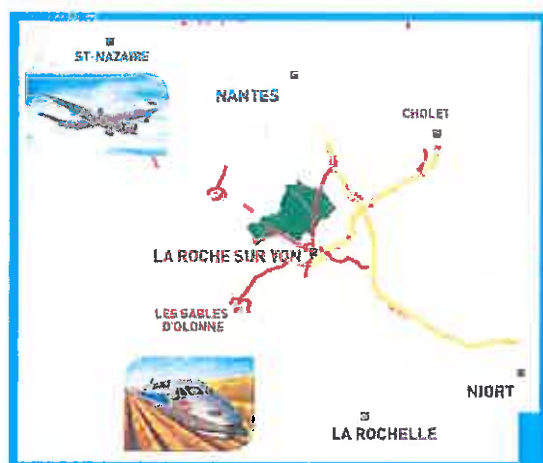 ST-NAZAIRE
NANTES
CHOLET
LA ROCHE SUR YON
LES SABLES
D'OLONNE
NIORT
LA ROCHELLE